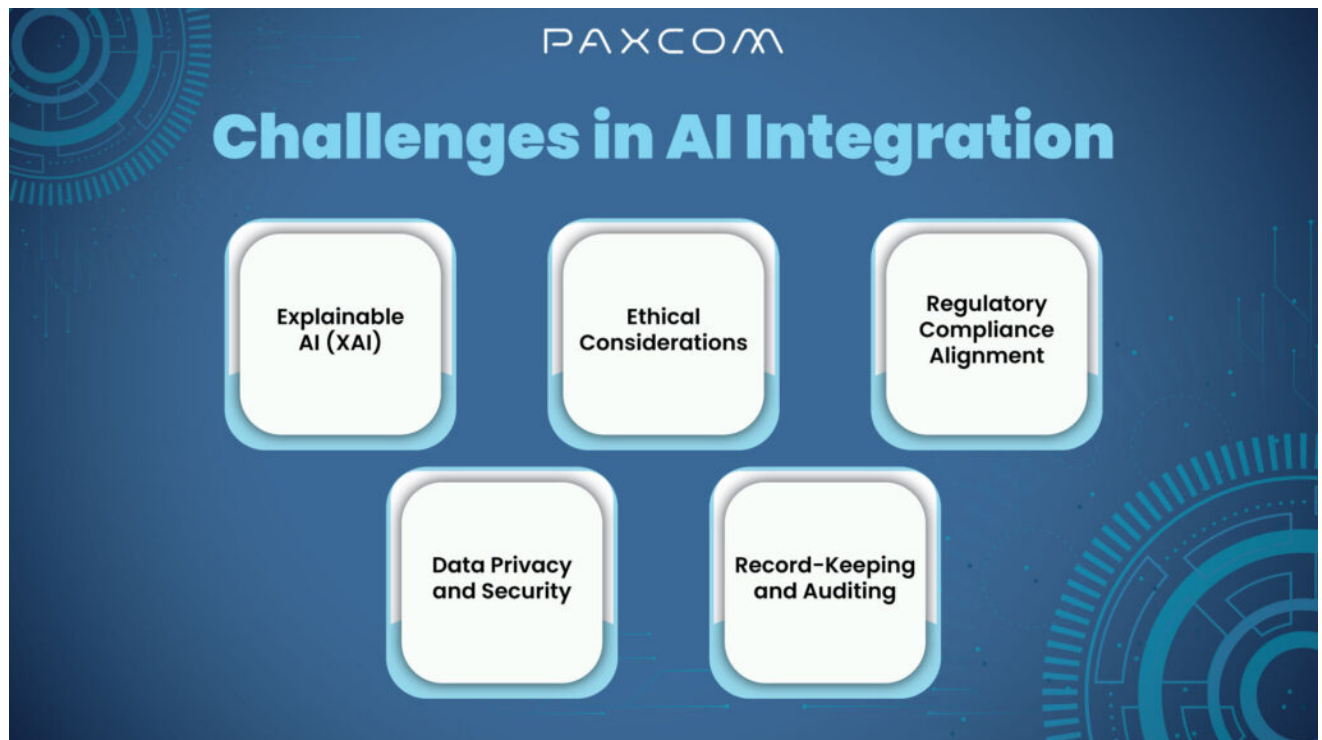 PAXCOM
Challenges in AI Integration
Explainable
AI (XAI)
Ethical
Considerations
Regulatory
Compliance
Alignment
Data Privacy
and Security
Record-Keeping
and Auditing